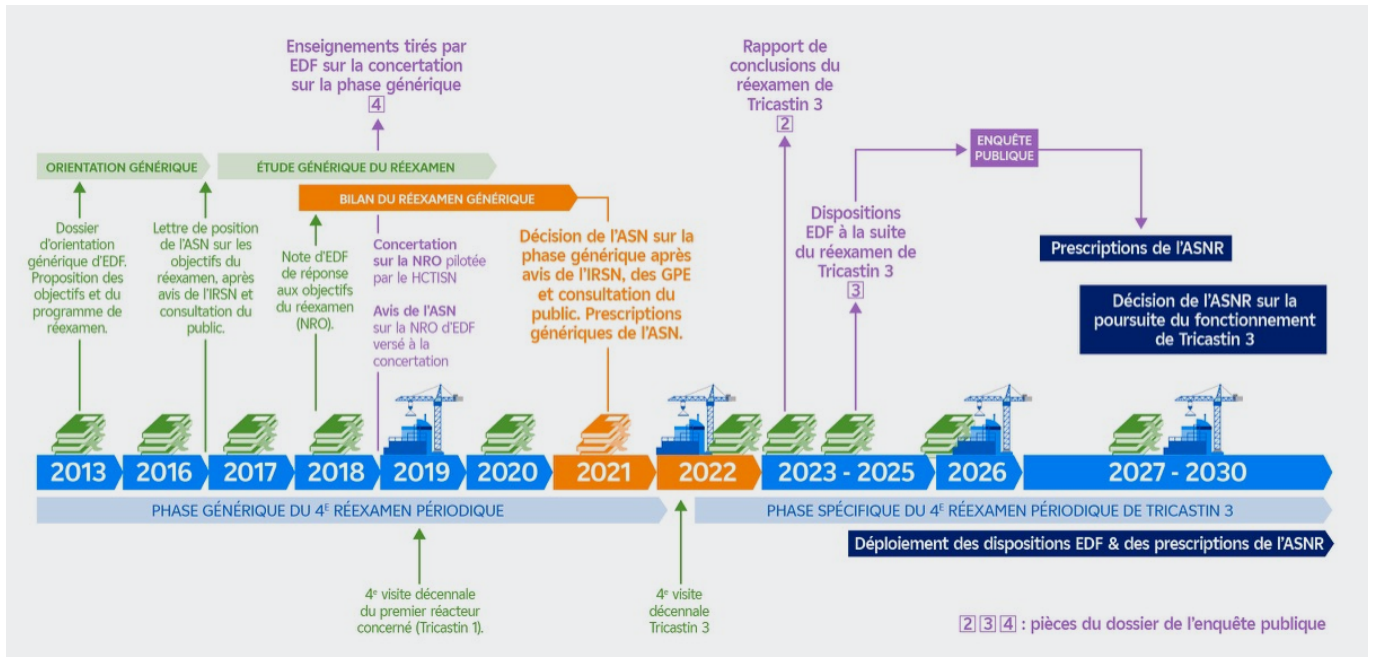 Enseignements tirés par
EDF sur la concertation
sur la phase générique
4
Rapport de
conclusions du
réexamen de
Tricastin 3
2
ENQUÊTE
PUBLIQUE
ORIENTATION GÉNÉRIQUE
ÉTUDE GÉNÉRIQUE DU RÉEXAMEN
BILAN DU RÉEXAMEN GÉNÉRIQUE
Dossier
d'orientation
générique d'EDF.
Proposition des
objectifs et du
programme de
réexamen.
Lettre de position
de l'ASN sur les
objectifs du
réexamen, après
avis de l'IRSN et
consultation du
public.
Note d'EDF
de réponse
aux objectifs
du réexamen
(NRO).
Concertation
sur la NRO pilotée
par le HCTISN
Avis de l'ASN
sur la NRO d'EDF
versé à la
concertation
Décision de l'ASN sur la
phase générique après
avis de l'IRSN, des GPE
et consultation du
public. Prescriptions
génériques de l'ASN.
Dispositions
EDF à la suite
du réexamen de
Tricastin 3
3
Prescriptions de l'ASNR
Décision de l'ASNR sur la
poursuite du fonctionnement
de Tricastin 3
2013
2016
2017
2018
2019
2020
2021
2022
2023 - 2025
2026
2027 - 2030
PHASE GÉNÉRIQUE DU 4E RÉEXAMEN PÉRIODIQUE
PHASE SPÉCIFIQUE DU 4E RÉEXAMEN PÉRIODIQUE DE TRICASTIN 3
Déploiement des dispositions EDF & des prescriptions de l'ASNR
4e visite décennale
du premier réacteur
concerné (Tricastin 1).
4e visite
décennale
Tricastin 3
2 3 4 : pièces du dossier de l'enquête publique